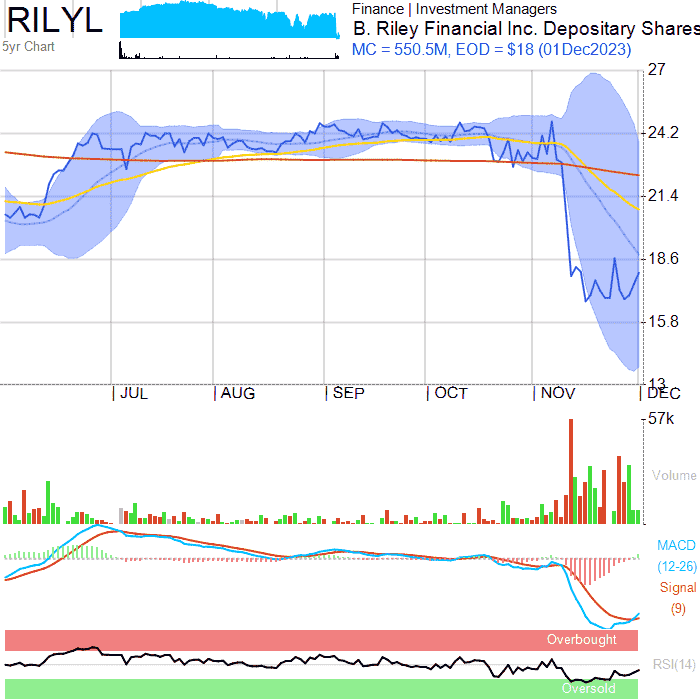 RILYL
5yr Chart
Finance | Investment Managers
B. Riley Financial Inc. Depositary Shares
MC = 550.5M, EOD = $18 (01Dec2023)
27
24.2
21.4
18.6
15.8
13
JUL
AUG
SEP
OCT
NOV
DEC
57k
Volume
MACD
(12-26)
Signal
(9)
Overbought
RSI(14)
Oversold